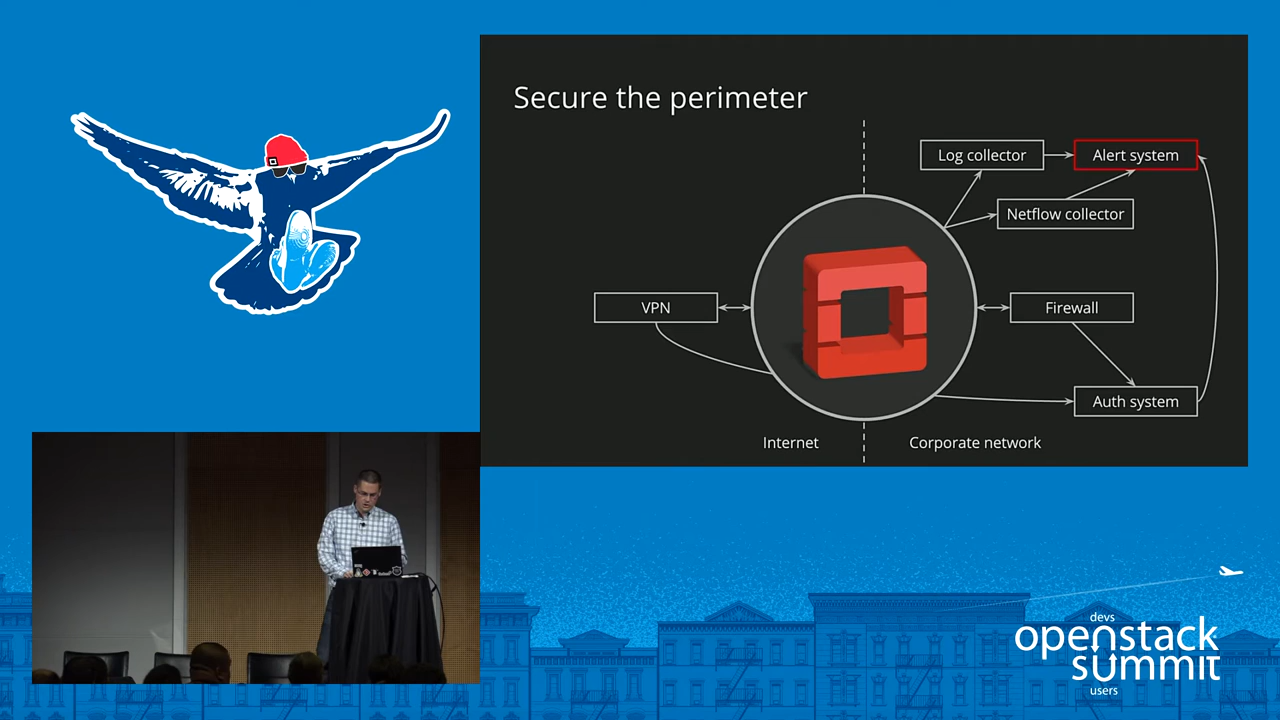 Secure the perimeter
Log collector
Alert system
Netflow collector
VPN
Firewall
Auth system
Internet
Corporate network
devs
openstack
summit
users